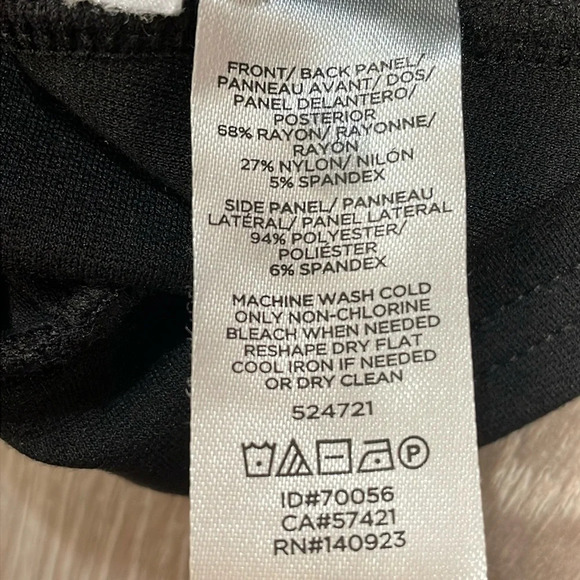 FRONT/ BACK PANEL/
PANNEAU AVANT/ DOS/
PANEL DELANTERO/
POSTERIOR
68% RAYON/ RAYONNE/
RAYÓN
27% NYLON/ NILÓN
5% SPANDEX
SIDE PANEL/ PANNEAU
LATÉRAL/ PANEL LATERAL
94% POLYESTER/
POLIÉSTER
6% SPANDEX
MACHINE WASH COLD
ONLY NON-CHLORINE
BLEACH WHEN NEEDED
RESHAPE DRY FLAT
COOL IRON IF NEEDED
OR DRY CLEAN
524721
P
ID#70056
CA#57421
RN#140923